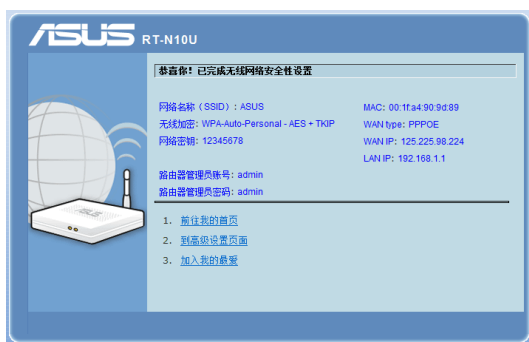 ASUS RT-N10U
恭喜你！已完成无线网络安全性设置
网络名称（SSID）: ASUS
无线加密: WPA-Auto-Personal - AES + TKIP
网络密钥: 12345678
路由器管理员账号: admin
路由器管理员密码: admin
MAC: 00:1f:a4:90:9d:89
WAN type: PPPOE
WAN IP: 125.225.98.224
LAN IP: 192.168.1.1
1. 前往我的首页
2. 到高级设置页面
3. 加入我的最爱
ASUS